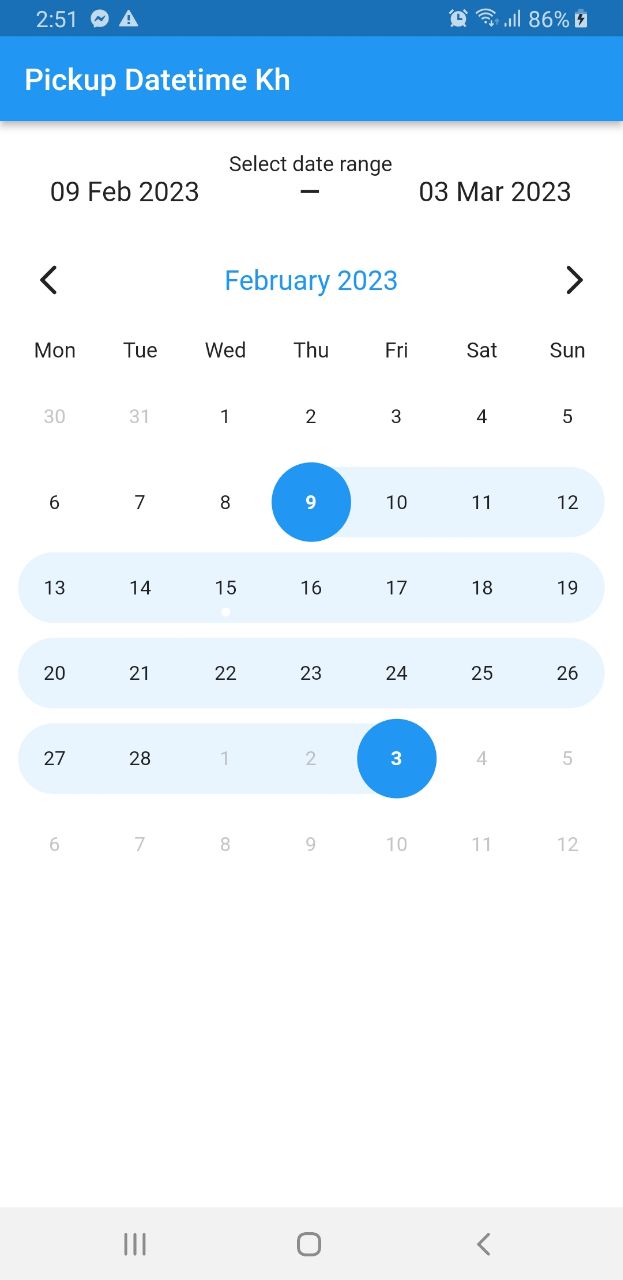 2:51 86%
Pickup Datetime Kh
Select date range
09 Feb 2023 – 03 Mar 2023
February 2023
Mon Tue Wed Thu Fri Sat Sun
30 31 1 2 3 4 5
6 7 8 9 10 11 12
13 14 15 16 17 18 19
20 21 22 23 24 25 26
27 28 1 2 3 4 5
6 7 8 9 10 11 12